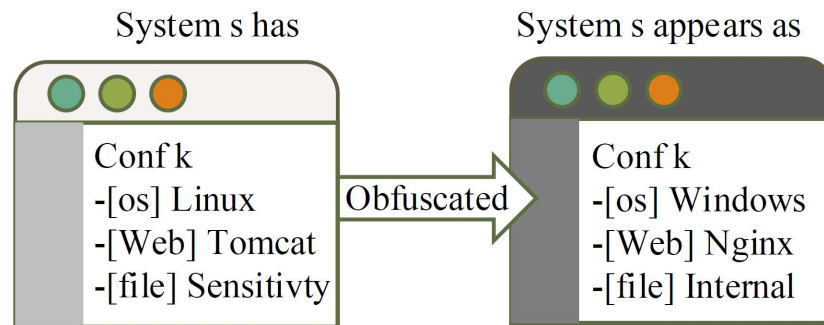 System s has
Conf k
-[os] Linux
-[Web] Tomcat
-[file] Sensitivty
Obfuscated
System s appears as
Conf k
-[os] Windows
-[Web] Nginx
-[file] Internal